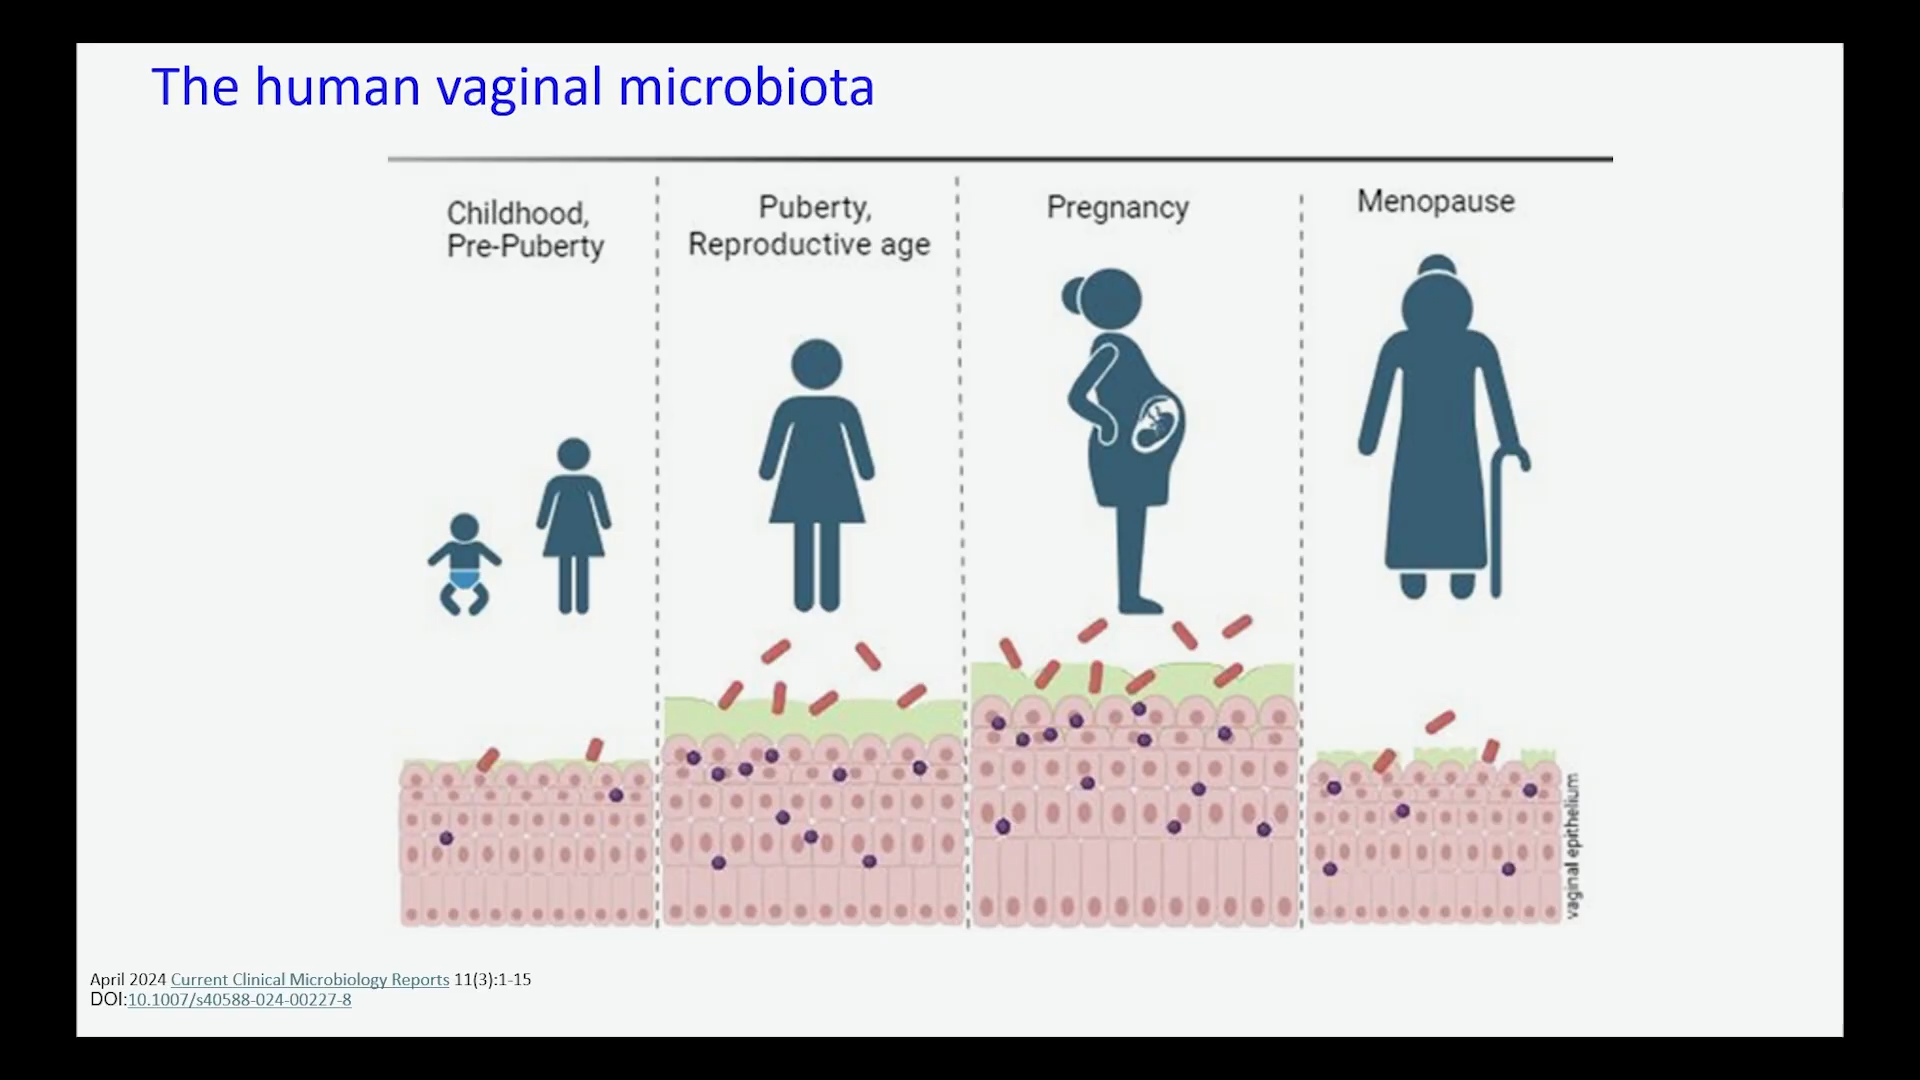 The human vaginal microbiota
Childhood,
Pre-Puberty
Puberty,
Reproductive age
Pregnancy
Menopause
vaginal epithelium
April 2024 Current Clinical Microbiology Reports 11(3):1-15
DOI:10.1007/s40588-024-00227-8